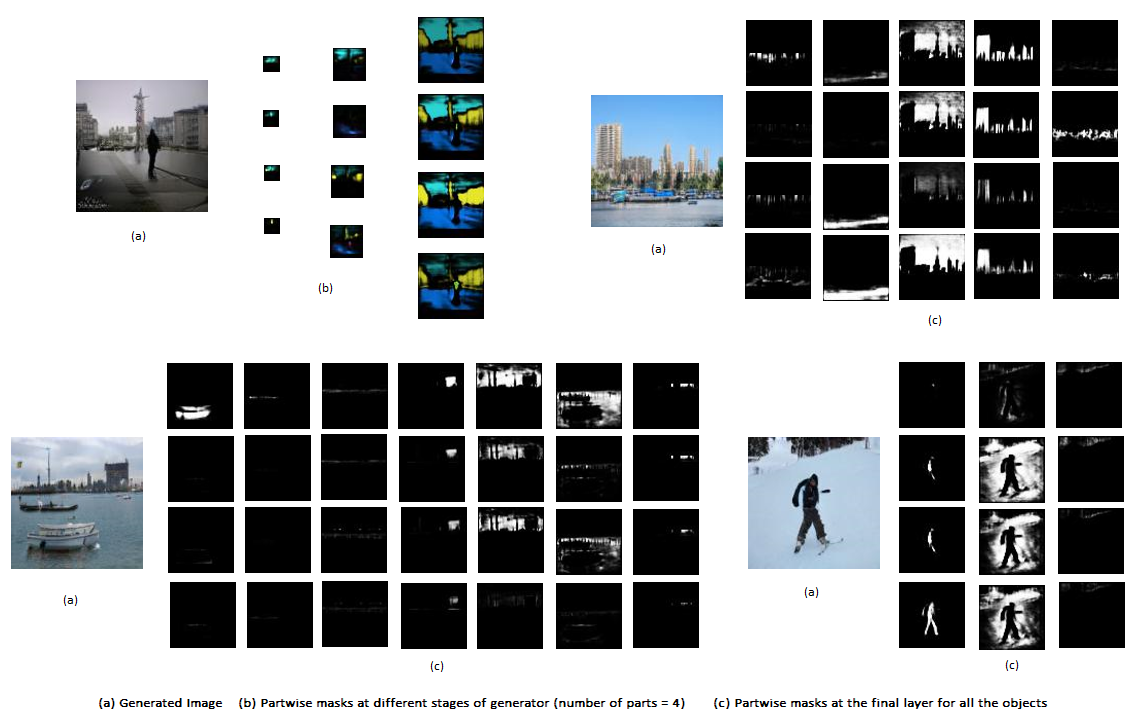 (a)
(b)
(a)
(c)
(a)
(c)
(a)
(c)
(a) Generated Image (b) Partwise masks at different stages of generator (number of parts = 4) (c) Partwise masks at the final layer for all the objects